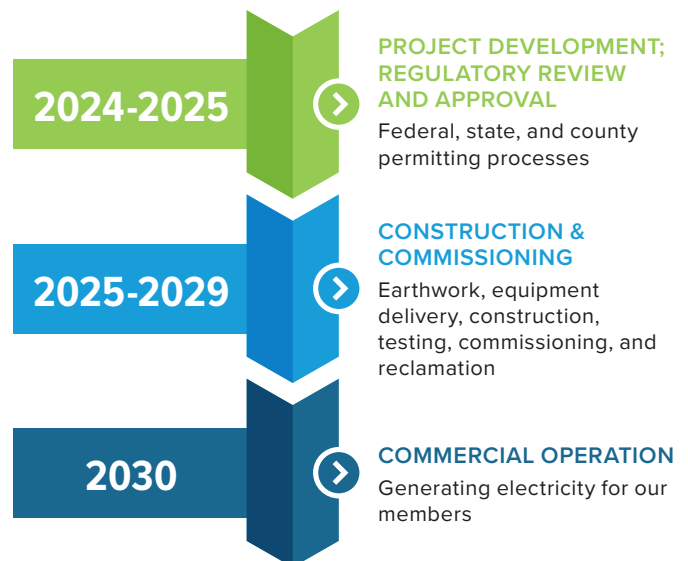 2024-2025
PROJECT DEVELOPMENT;
REGULATORY REVIEW
AND APPROVAL
Federal, state, and county
permitting processes
2025-2029
CONSTRUCTION &
COMMISSIONING
Earthwork, equipment
delivery, construction,
testing, commissioning, and
reclamation
2030
COMMERCIAL OPERATION
Generating electricity for our
members